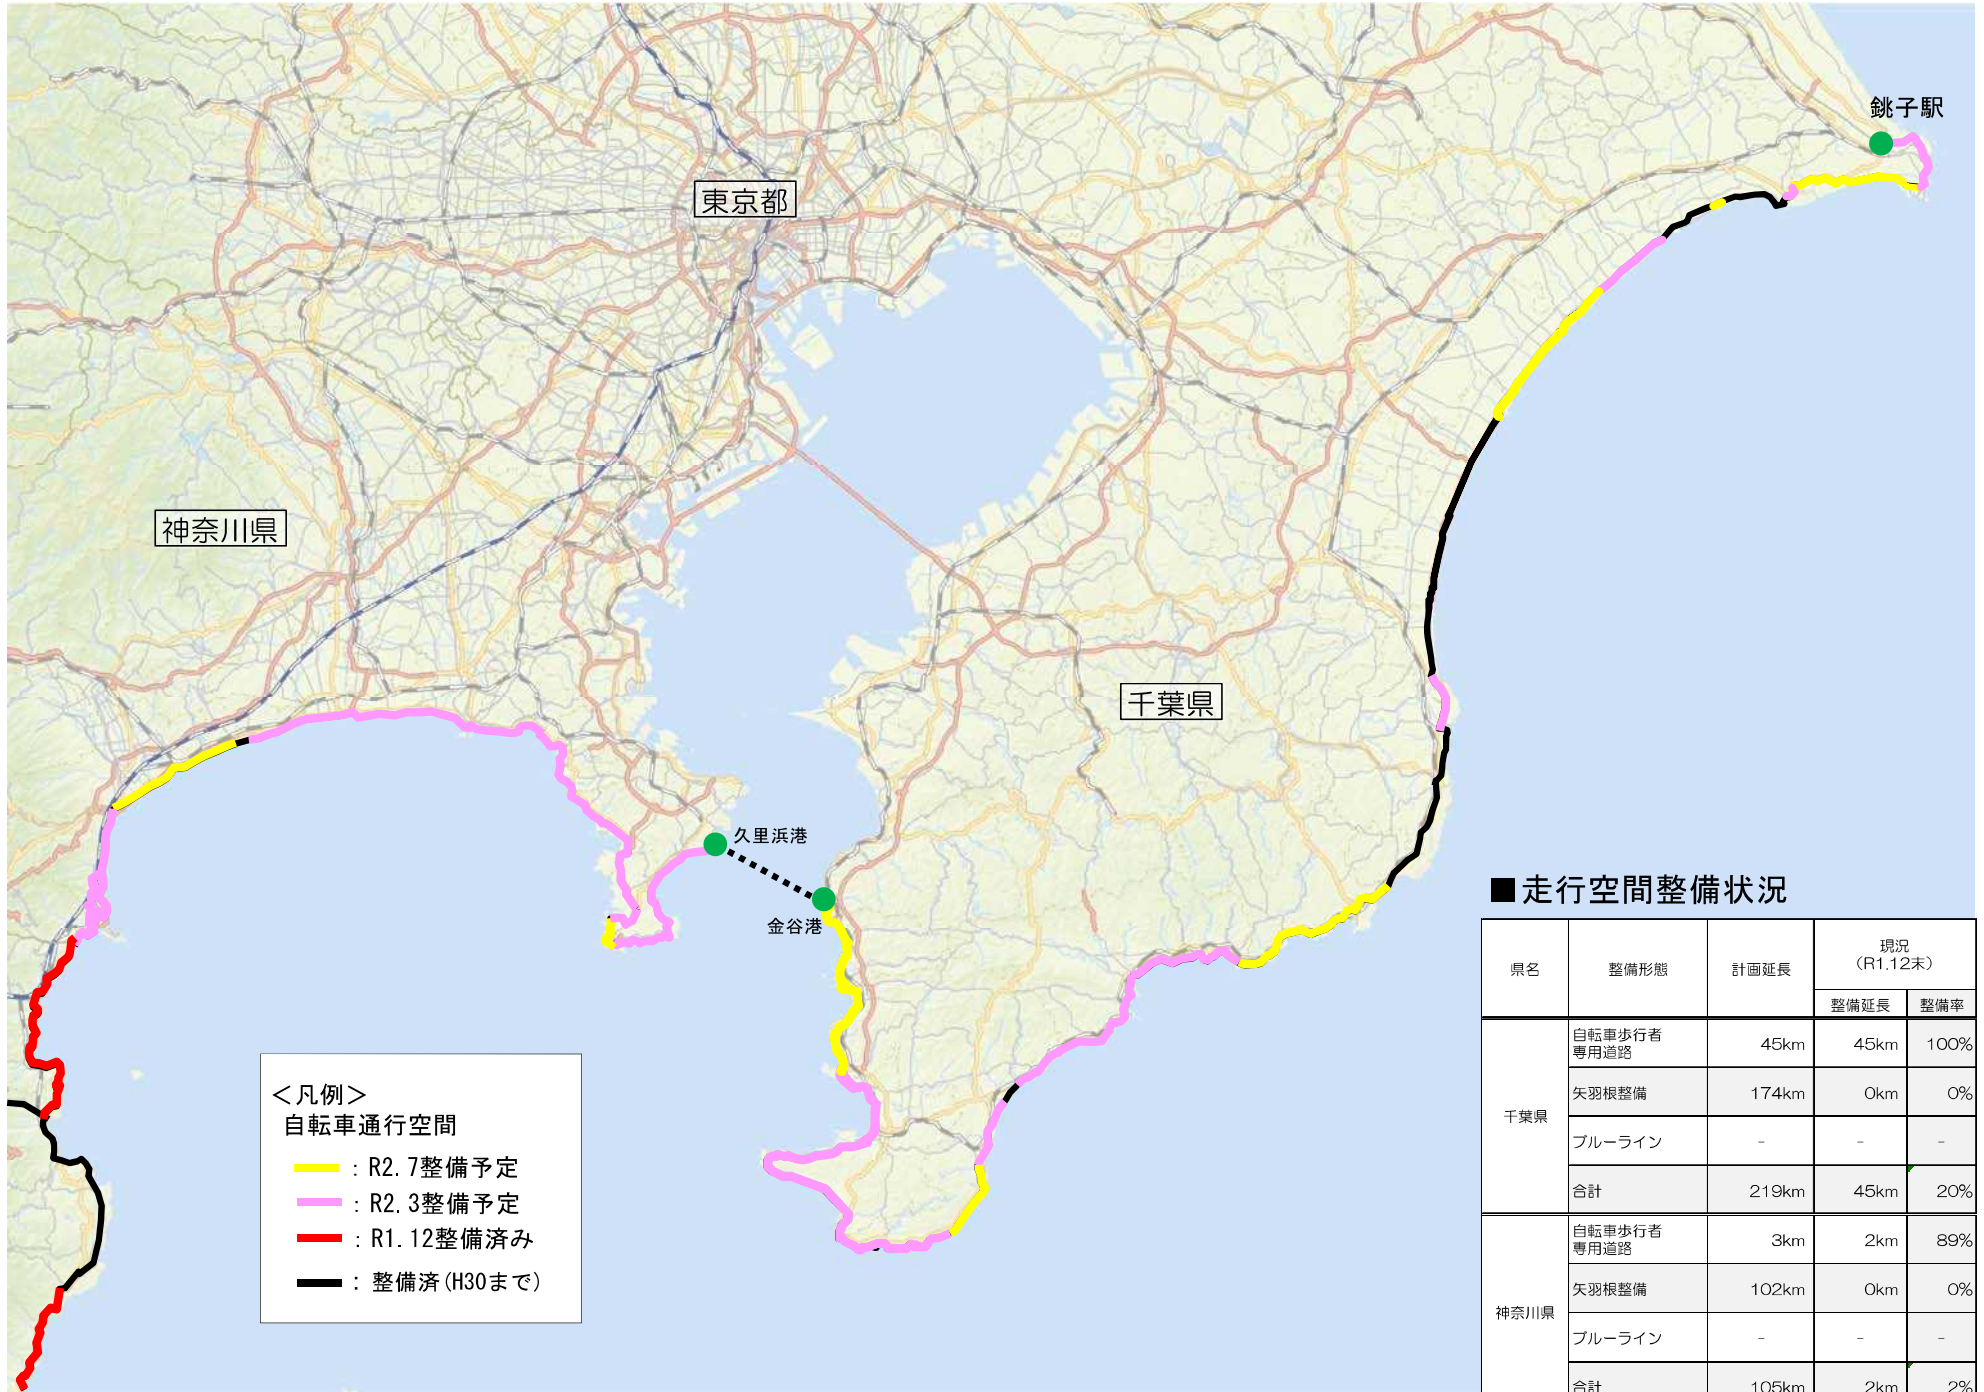 銚子駅
東京都
神奈川県
千葉県
久里浜港
金谷港
＜凡例＞
自転車通行空間
：R2.7整備予定
：R2.3整備予定
：R1.12整備済み
：整備済(H30まで)
■走行空間整備状況
県名 整備形態 計画延長 現況
（R1.12末）
整備延長 整備率
千葉県
自転車歩行者
専用道路 45km 45km 100%
矢羽根整備 174km 0km 0%
ブルーライン - - -
合計 219km 45km 20%
神奈川県
自転車歩行者
専用道路 3km 2km 89%
矢羽根整備 102km 0km 0%
ブルーライン - - -
合計 105km 2km 2%